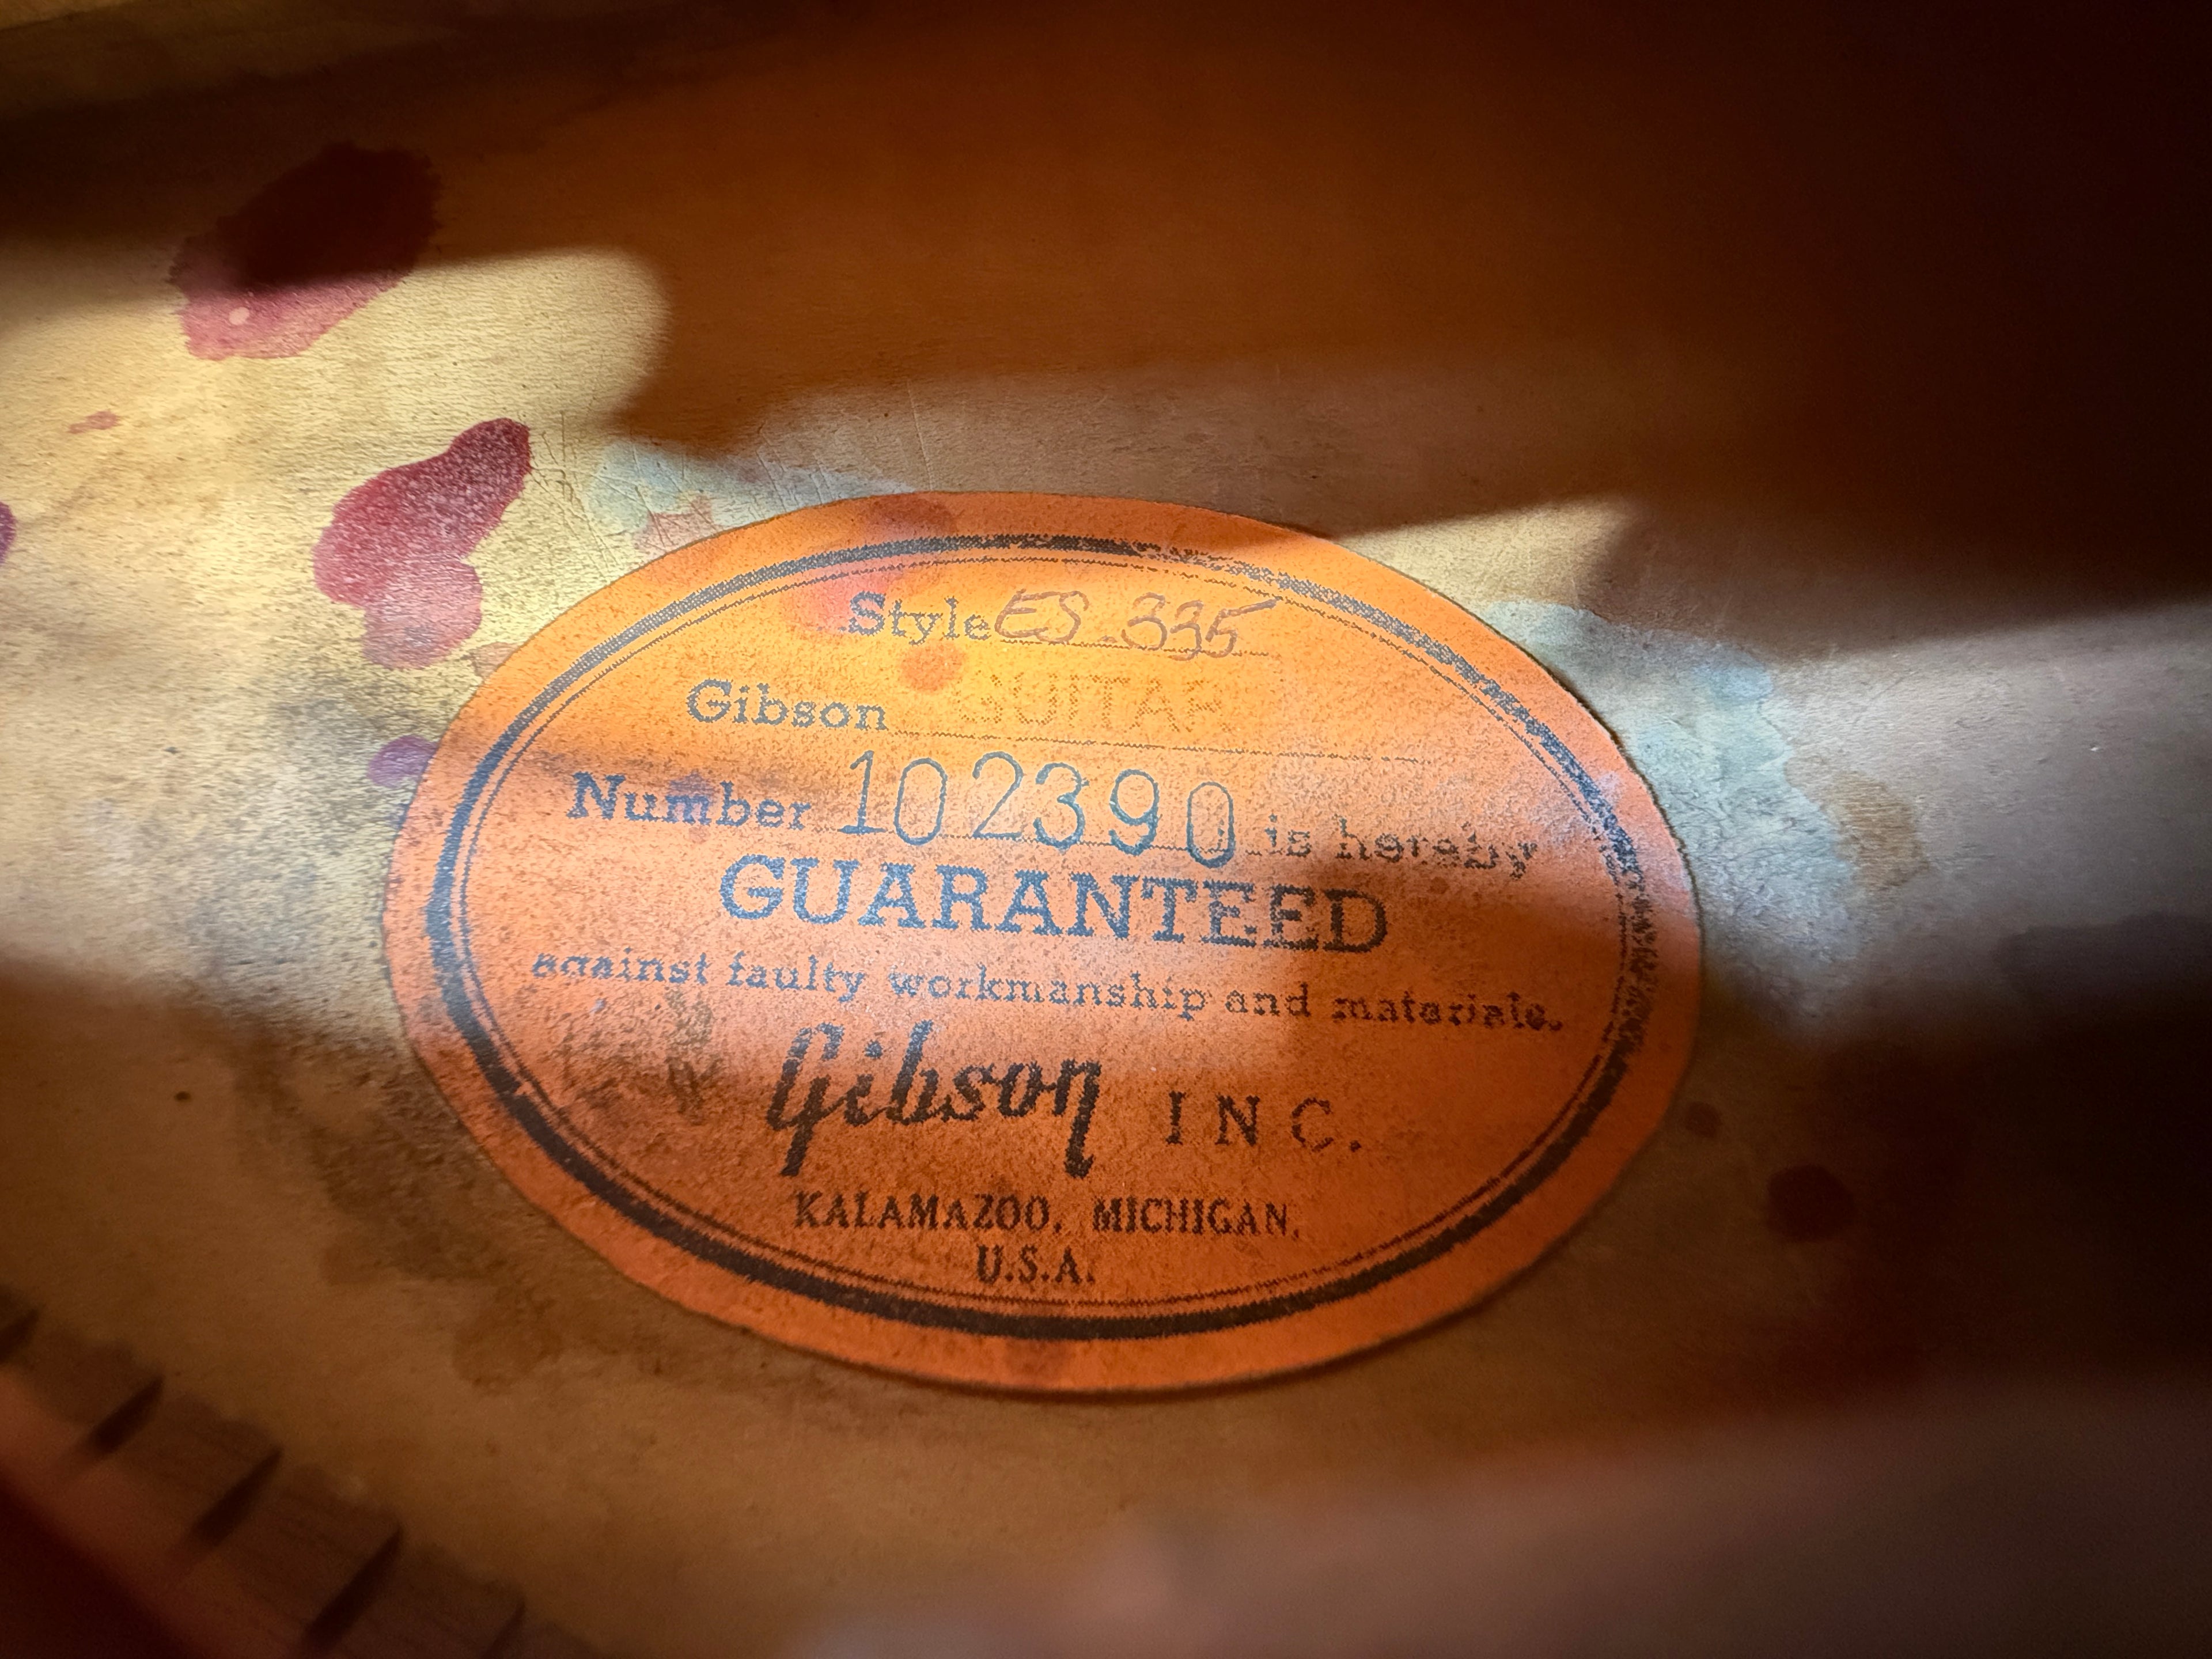 Style ES.335
Gibson GUITAR
Number 102390 is hereby
GUARANTEED
against faulty workmanship and materials.
Gibson INC.
KALAMAZOO, MICHIGAN,
U.S.A.